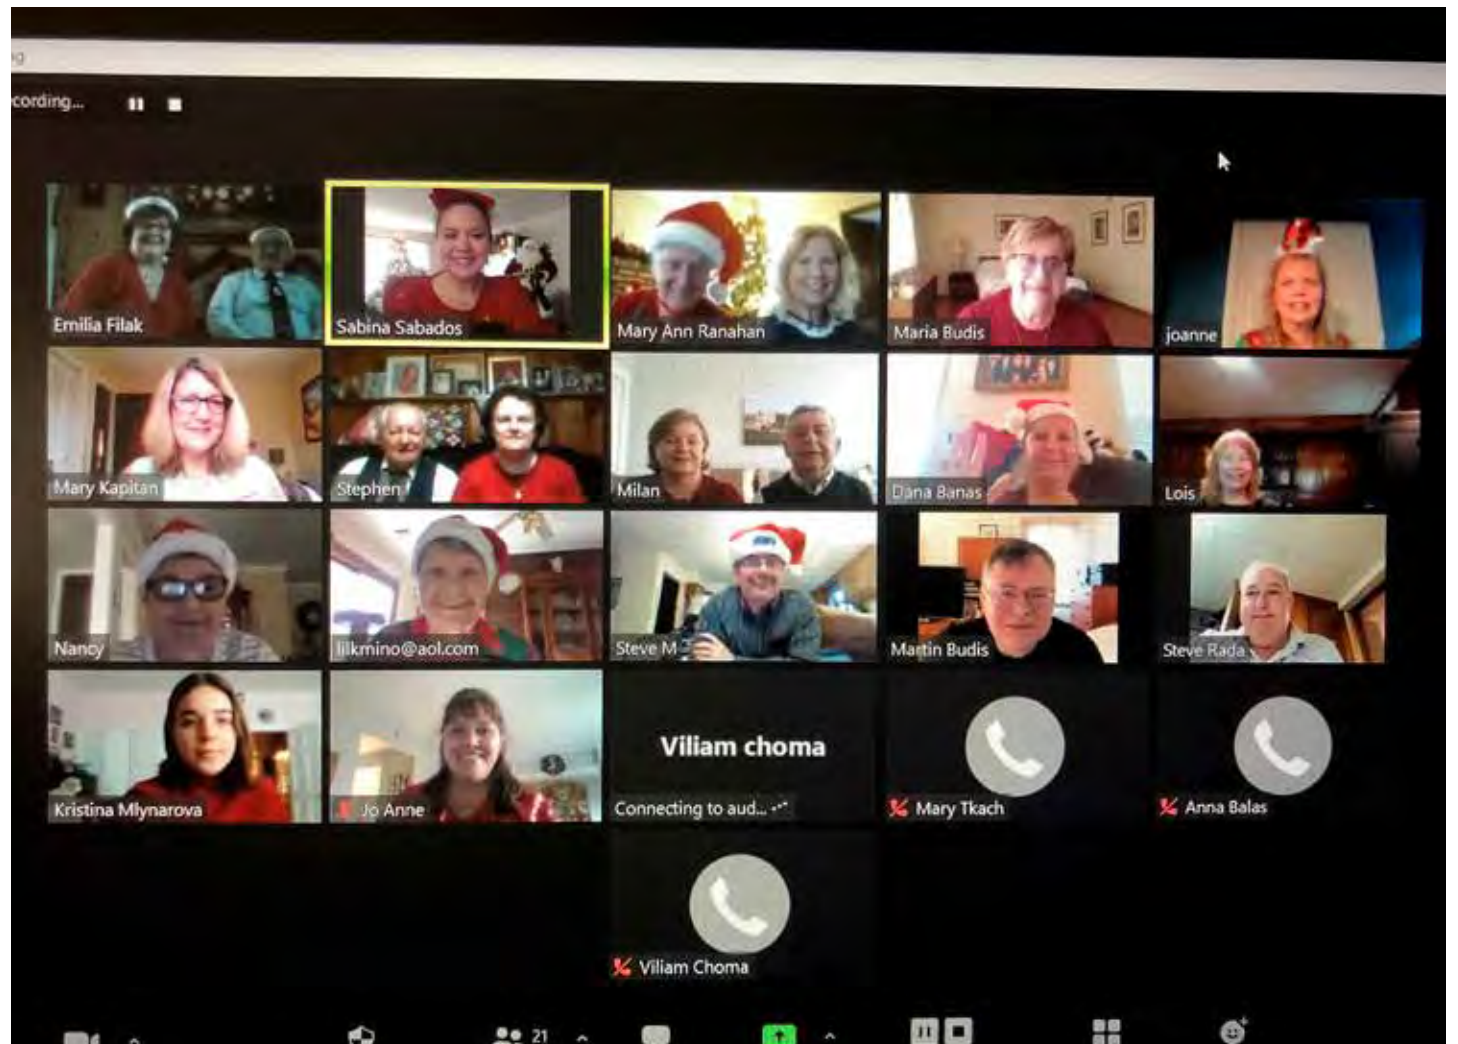 cording...
Emilia Filak
Sabina Sabados
Mary Ann Ranahan
Maria Budis
joanne
Mary Kapitan
Stephen
Milan
Dana Banas
Lois
Nancy
lilkmino@aol.com
Steve M
Martin Budis
Steve Rada
Kristina Mlynarova
Jo Anne
Viliam choma
Connecting to aud...
Mary Tkach
Anna Balas
Viliam Choma
21